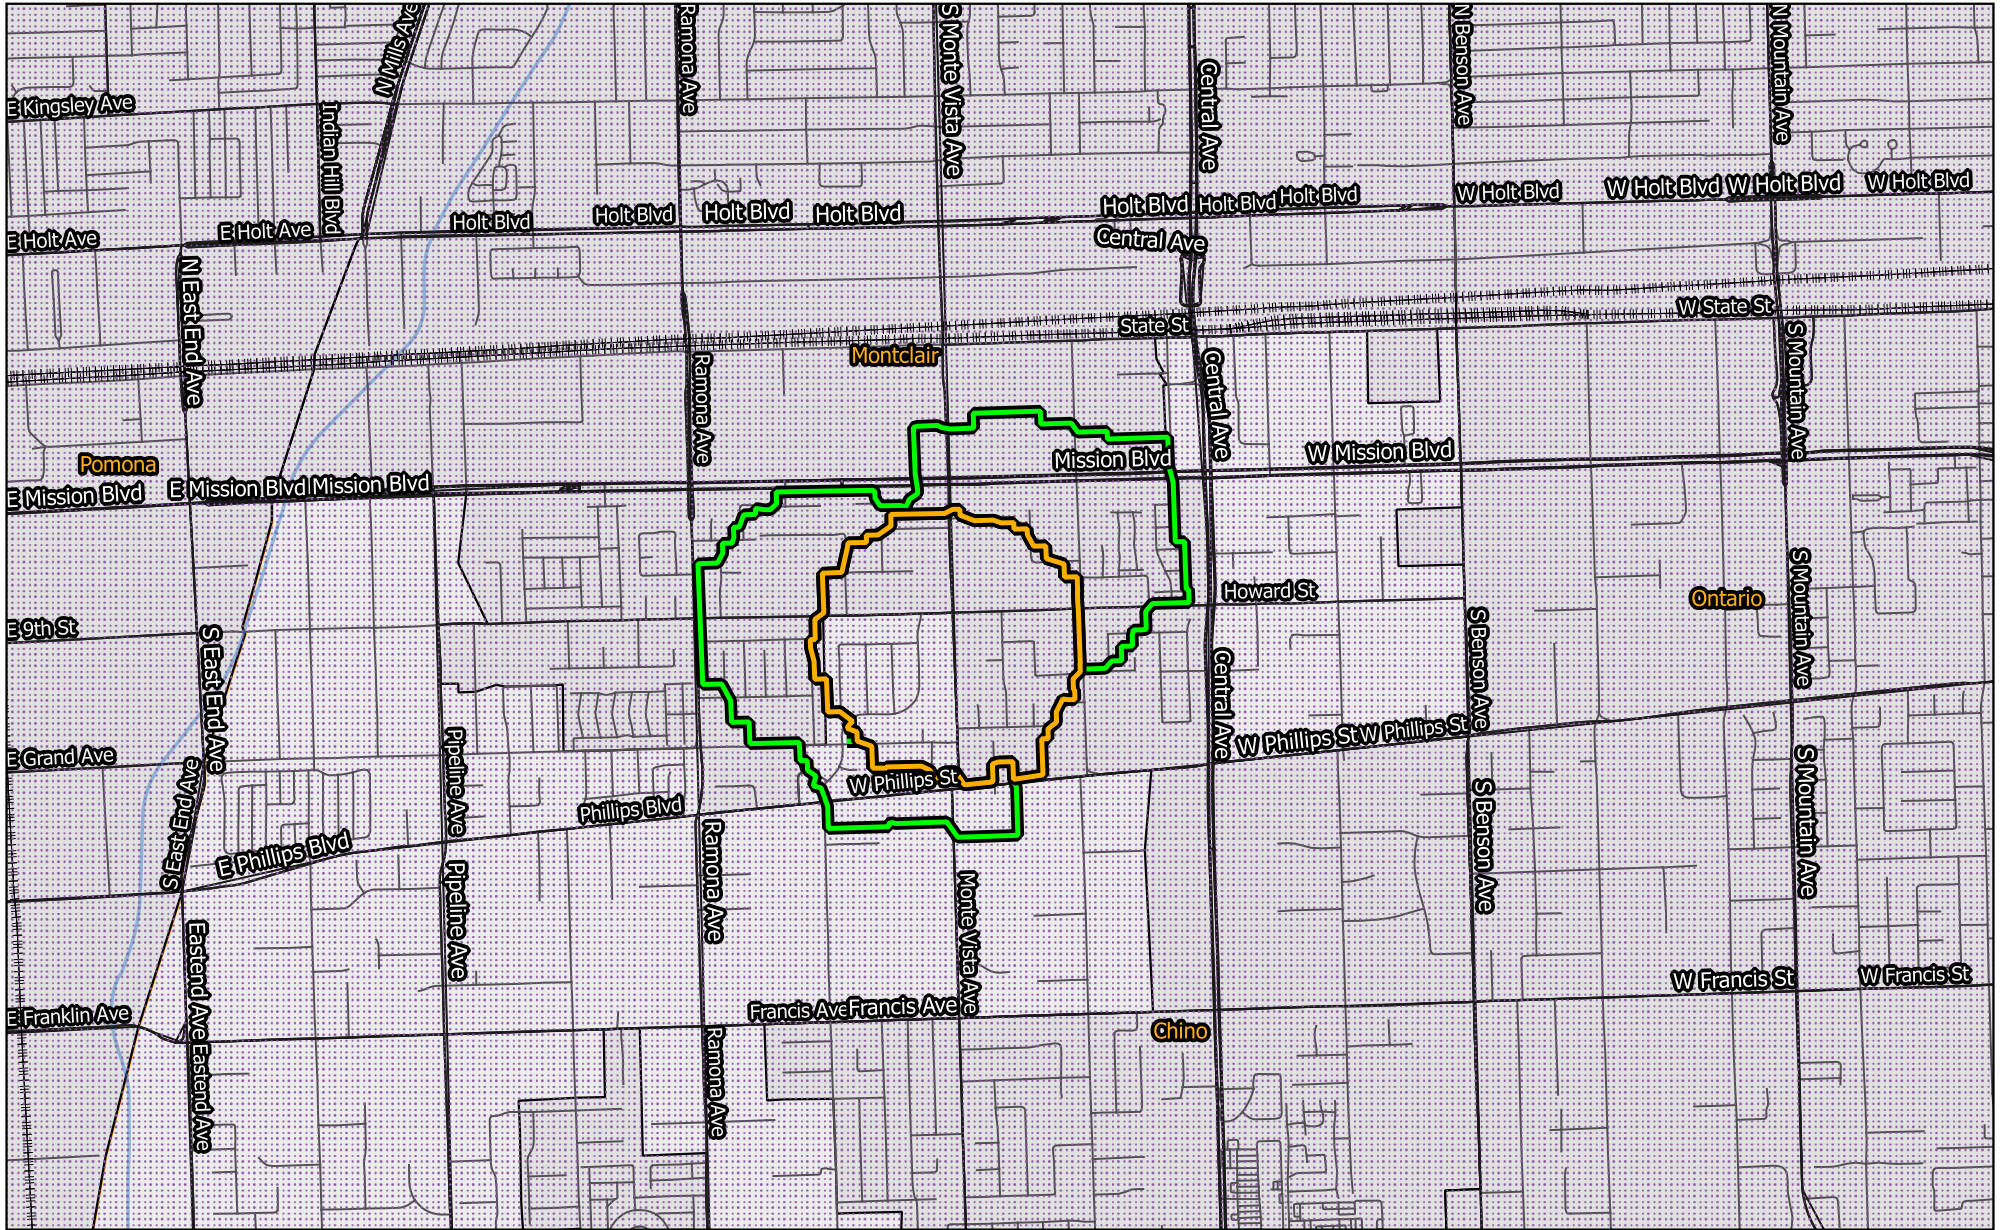 N Mills Ave
Ramona Ave
S Monte Vista Ave
N Benson Ave
N Mountain Ave
Central Ave
E Kingsley Ave
Indian Hill Blvd
W Holt Blvd
W Holt Blvd
W Holt Blvd
W Holt Blvd
Holt Blvd
Holt Blvd
Holt Blvd
Holt Blvd
Holt Blvd
Holt Blvd
Holt Blvd
E Holt Ave
E Holt Ave
Central Ave
N East End Ave
W State St
State St
Montclair
Ramona Ave
Central Ave
S Mountain Ave
Pomona
Mission Blvd
W Mission Blvd
E Mission Blvd
E Mission Blvd
Mission Blvd
Howard St
Ontario
S Mountain Ave
E 9th St
S East End Ave
Central Ave
S Benson Ave
W Phillips St
W Phillips St
E Grand Ave
Pipeline Ave
W Phillips St
Phillips Blvd
S Mountain Ave
S East End Ave
E Phillips Blvd
Ramona Ave
S Benson Ave
Pipeline Ave
Monte Vista Ave
Eastend Ave
W Francis St
W Francis St
Francis Ave
Francis Ave
E Franklin Ave
Chino
Eastend Ave
Ramona Ave